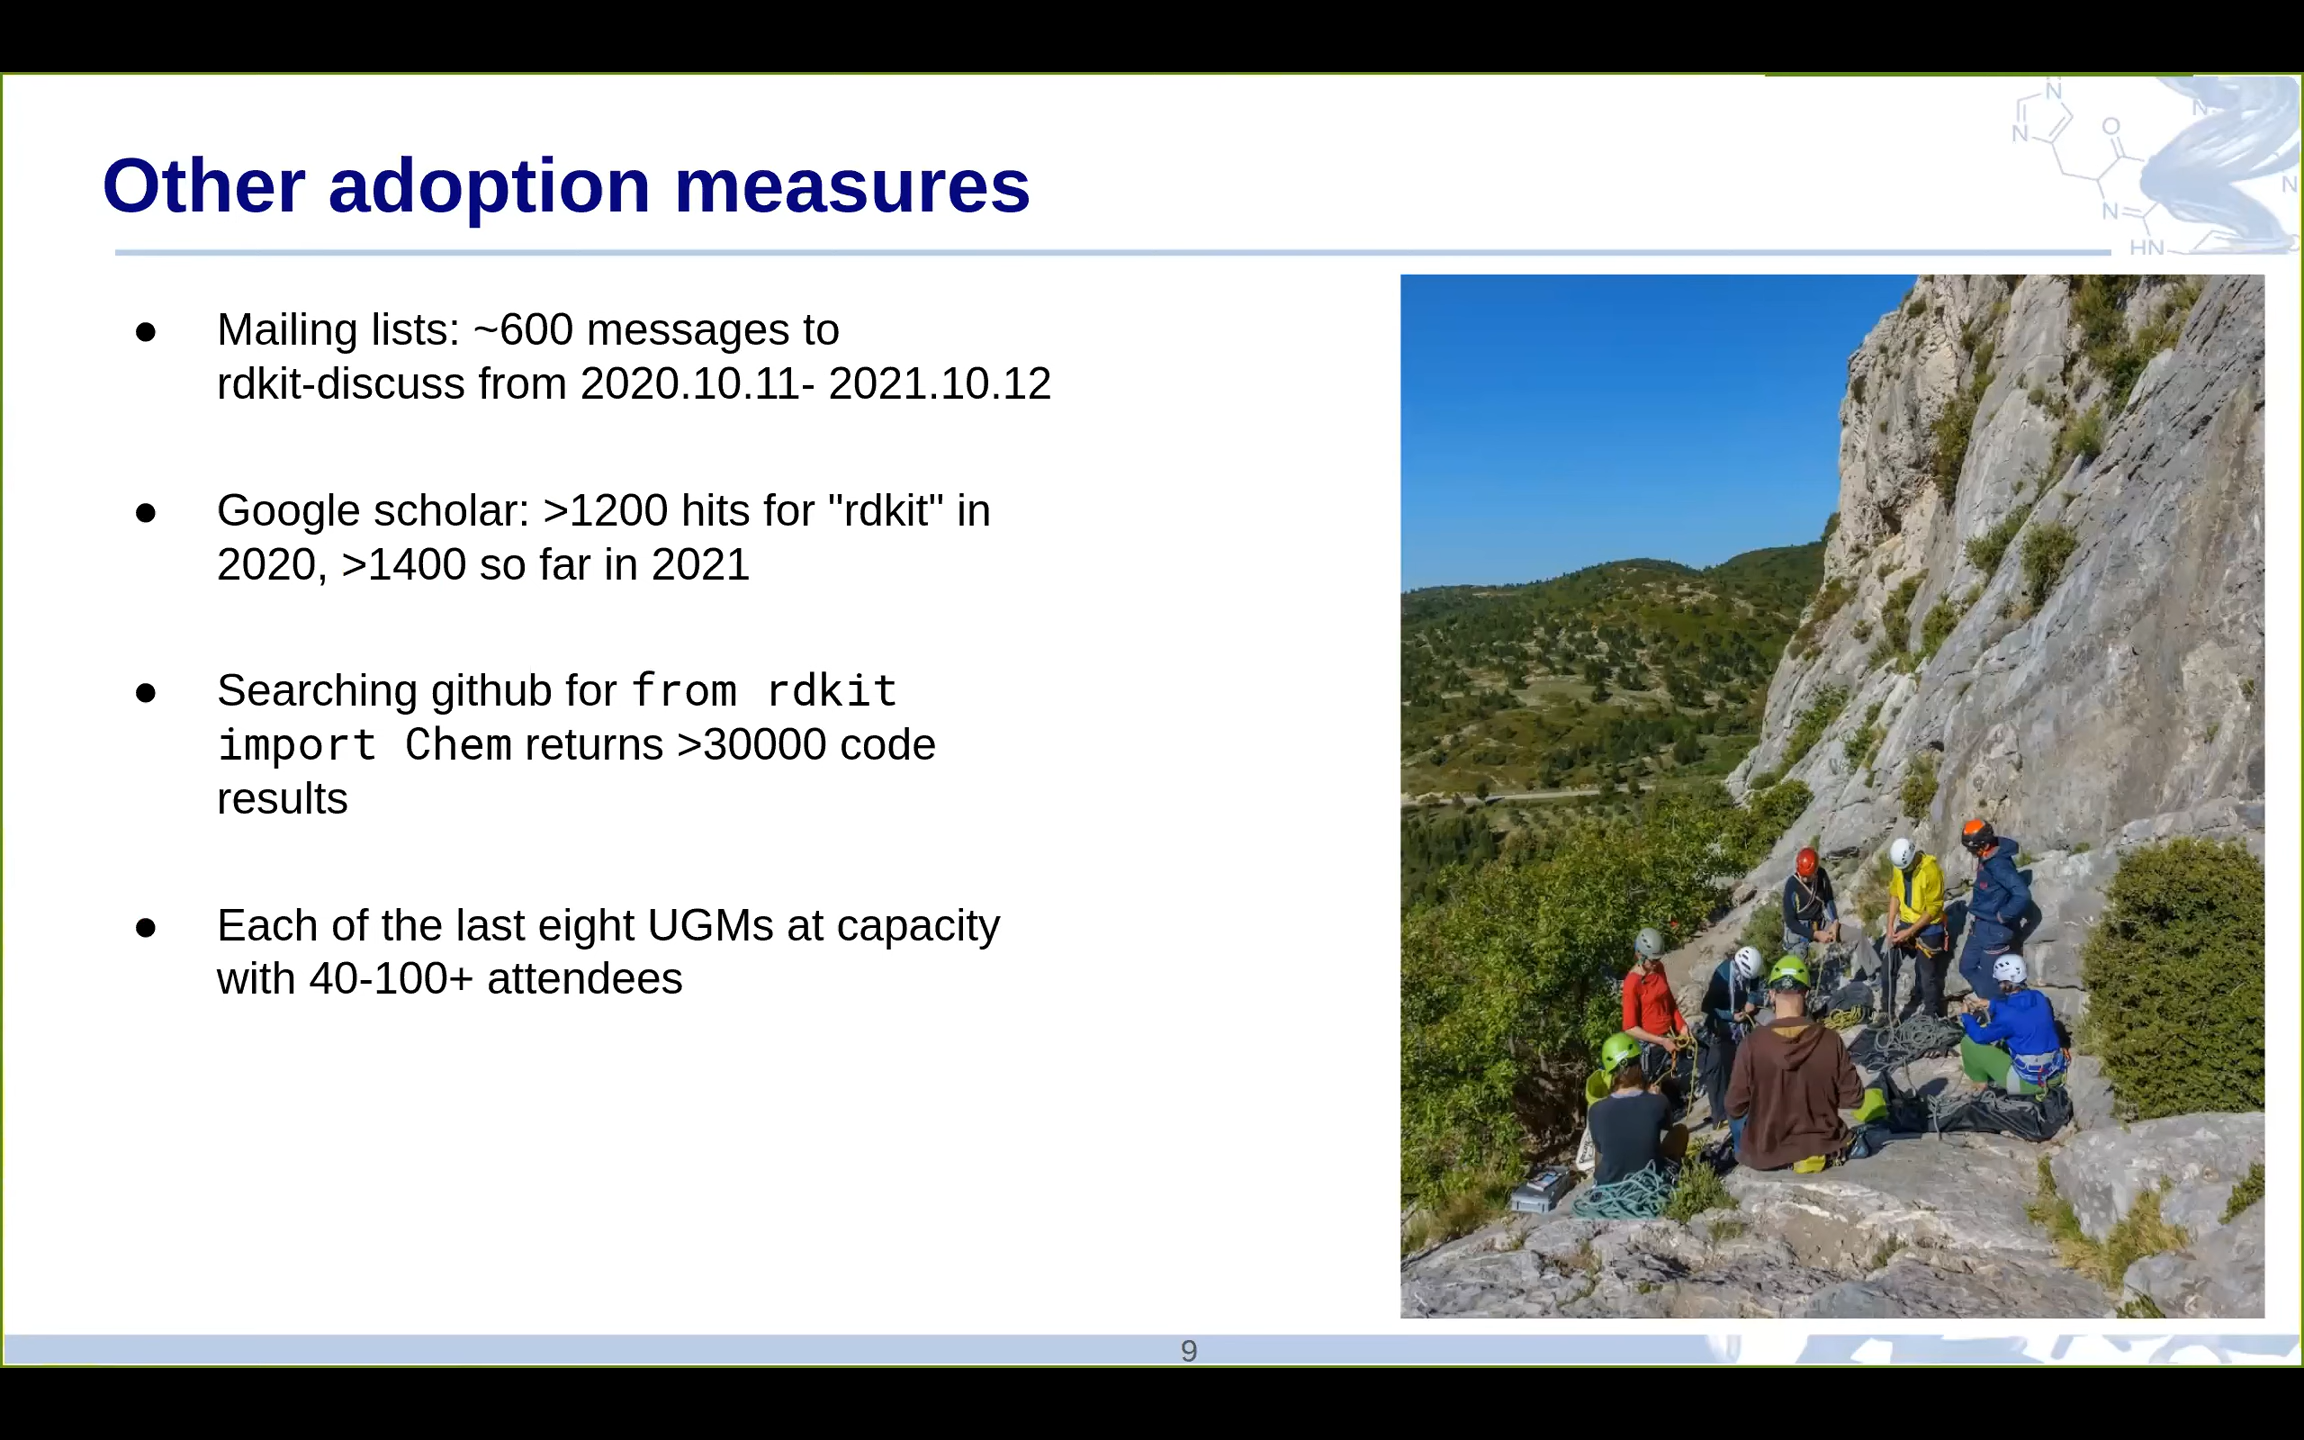 Other adoption measures
● Mailing lists: ~600 messages to
rdkit-discuss from 2020.10.11- 2021.10.12
● Google scholar: >1200 hits for "rdkit" in
2020, >1400 so far in 2021
● Searching github for from rdkit
import Chem returns >30000 code
results
● Each of the last eight UGMs at capacity
with 40-100+ attendees
N
N
O
N
N
N
HN
9